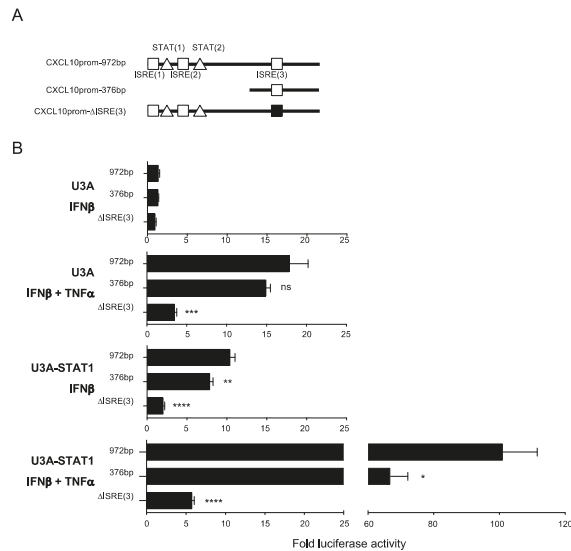 A
STAT(1) STAT(2)
CXCL10prom-972bp
ISRE(1) ISRE(2) ISRE(3)
CXCL10prom-376bp
CXCL10prom-ΔISRE(3)
B
U3A
IFNβ
972bp
376bp
ΔISRE(3)
0 5 10 15 20 25
U3A
IFNβ + TNFα
972bp
376bp
ns
ΔISRE(3)
***
0 5 10 15 20 25
U3A-STAT1
IFNβ
972bp
376bp
**
ΔISRE(3)
****
0 5 10 15 20 25
U3A-STAT1
IFNβ + TNFα
972bp
376bp
*
ΔISRE(3)
****
0 5 10 15 20 25 60 80 100 120
Fold luciferase activity